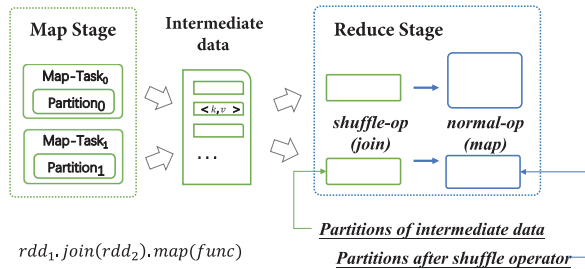 Map Stage
Map-Task0
Partition0
Map-Task1
Partition1
Intermediate
data
< k,v >
...
Reduce Stage
shuffle-op
(join)
normal-op
(map)
Partitions of intermediate data
Partitions after shuffle operator
rdd1.join(rdd2).map(func)